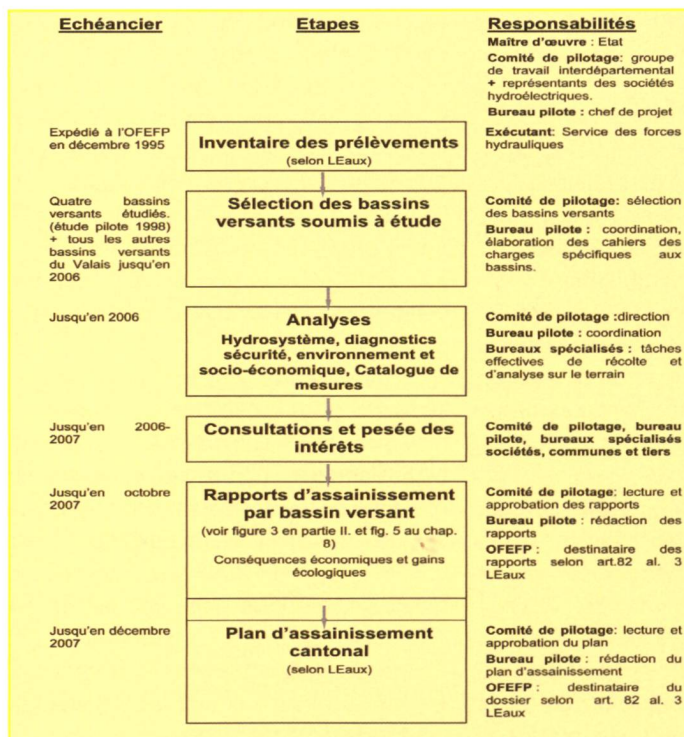 Echéancier
Etapes
Responsabilités
Maître d'œuvre : Etat
Comité de pilotage: groupe
de travail interdépartemental
+ représentants des sociétés
hydroélectriques.
Bureau pilote : chef de projet
Expédié à l'OFEFP
en décembre 1995
Inventaire des prélèvements
(selon LEaux)
Exécutant: Service des forces
hydrauliques
Quatre bassins
versants étudiés.
(étude pilote 1998)
+ tous les autres
bassins versants
du Valais jusqu'en
2006
Sélection des bassins
versants soumis à étude
Comité de pilotage: sélection
des bassins versants
Bureau pilote : coordination,
élaboration des cahiers des
charges spécifiques aux
bassins.
Jusqu'en 2006
Analyses
Hydrosystème, diagnostics
sécurité, environnement et
socio-économique, Catalogue de
mesures
Comité de pilotage :direction
Bureau pilote : coordination
Bureaux spécialisés : tâches
effectives de récolte et
d'analyse sur le terrain
Jusqu'en 2006-
2007
Consultations et pesée des
intérêts
Comité de pilotage, bureau
pilote, bureaux spécialisés
sociétés, communes et tiers
Jusqu'en octobre
2007
Rapports d'assainissement
par bassin versant
(voir figure 3 en partie II. et fig. 5 au chap.
8)
Conséquences économiques et gains
écologiques
Comité de pilotage: lecture et
approbation des rapports
Bureau pilote : rédaction des
rapports
OFEFP : destinataire des
rapports selon art.82 al. 3
LEaux
Jusqu'en décembre
2007
Plan d'assainissement
cantonal
(selon LEaux)
Comité de pilotage: lecture et
approbation du plan
Bureau pilote : rédaction du
plan d'assainissement
OFEFP : destinataire du
dossier selon art. 82 al. 3
LEaux